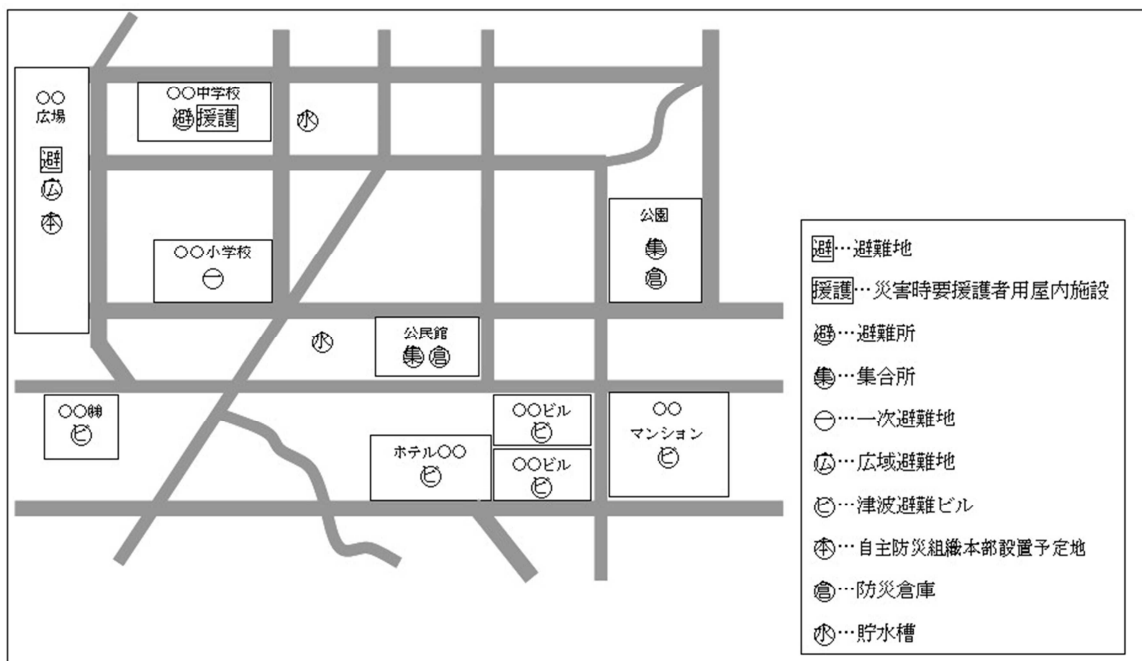 ○○
広場
避
広
本
○○中学校
避 援護
水
○○小学校
一
公園
集
倉
水
公民館
集 倉
○○㈱
ビ
ホテル○○
ビ
○○ビル
ビ
○○ビル
ビ
○○
マンション
ビ
避…避難地
援護…災害時要援護者用屋内施設
避…避難所
集…集合所
一…一次避難地
広…広域避難地
ビ…津波避難ビル
本…自主防災組織本部設置予定地
倉…防災倉庫
水…貯水槽